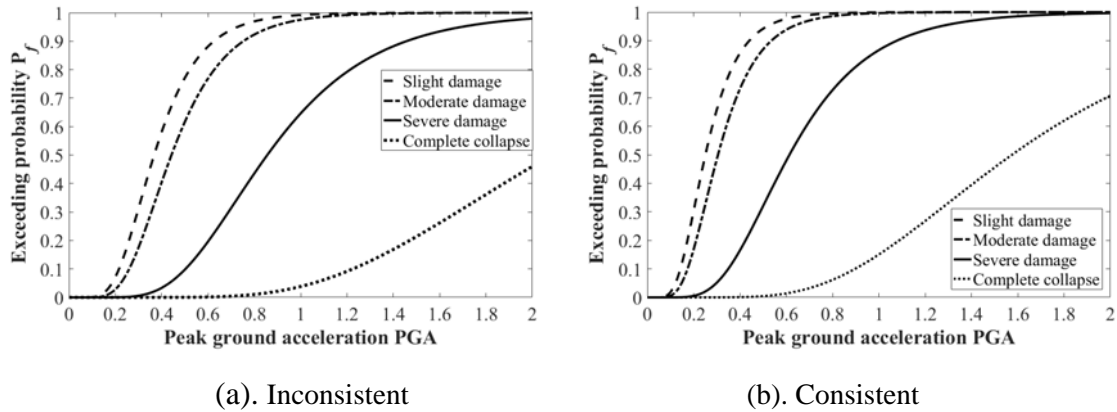 Exceeding probability P_f
1
0.9
0.8
0.7
0.6
0.5
0.4
0.3
0.2
0.1
0
Slight damage
Moderate damage
Severe damage
Complete collapse
0 0.2 0.4 0.6 0.8 1 1.2 1.4 1.6 1.8 2
Peak ground acceleration PGA
(a). Inconsistent
Exceeding probability P_f
1
0.9
0.8
0.7
0.6
0.5
0.4
0.3
0.2
0.1
0
Slight damage
Moderate damage
Severe damage
Complete collapse
0 0.2 0.4 0.6 0.8 1 1.2 1.4 1.6 1.8 2
Peak ground acceleration PGA
(b). Consistent